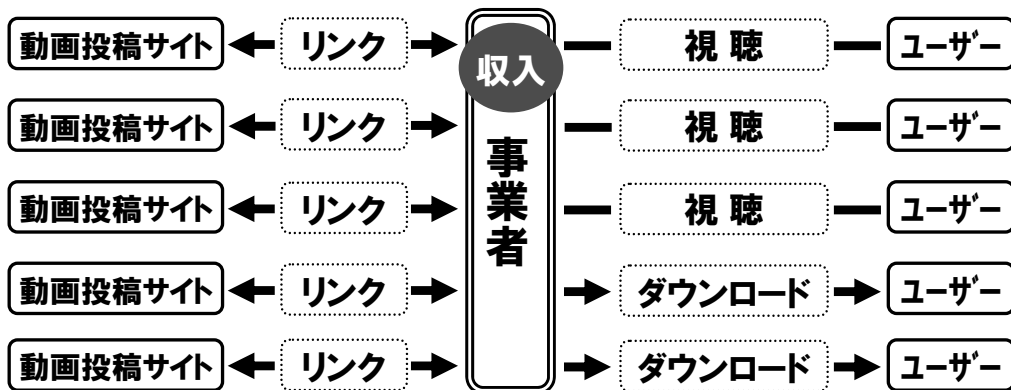 動画投稿サイト リンク 収入 視聴 ユーザー
動画投稿サイト リンク 事業者 視聴 ユーザー
動画投稿サイト リンク 視聴 ユーザー
動画投稿サイト リンク ダウンロード ユーザー
動画投稿サイト リンク ダウンロード ユーザー